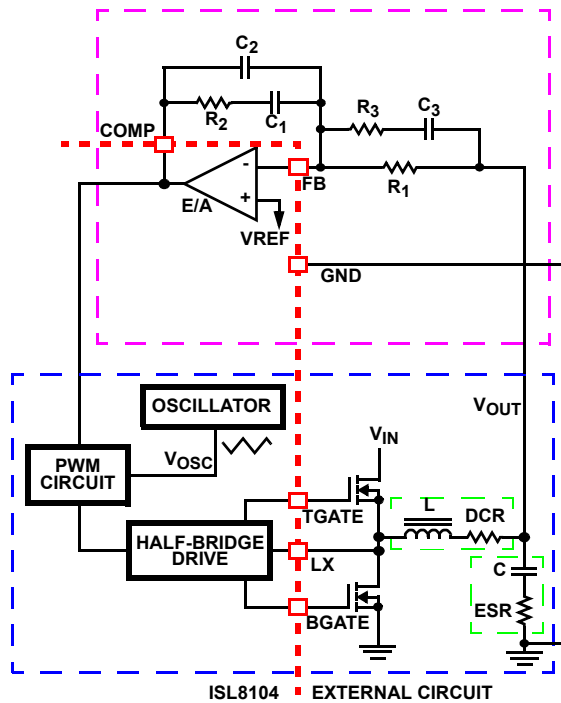 C2
R2
C1
R3
C3
COMP
-
FB
R1
E/A
+
VREF
GND
OSCILLATOR
VOUT
VIN
PWM
CIRCUIT
VOSC
L
DCR
TGATE
HALF-BRIDGE
DRIVE
LX
C
BGATE
ESR
ISL8104
EXTERNAL CIRCUIT